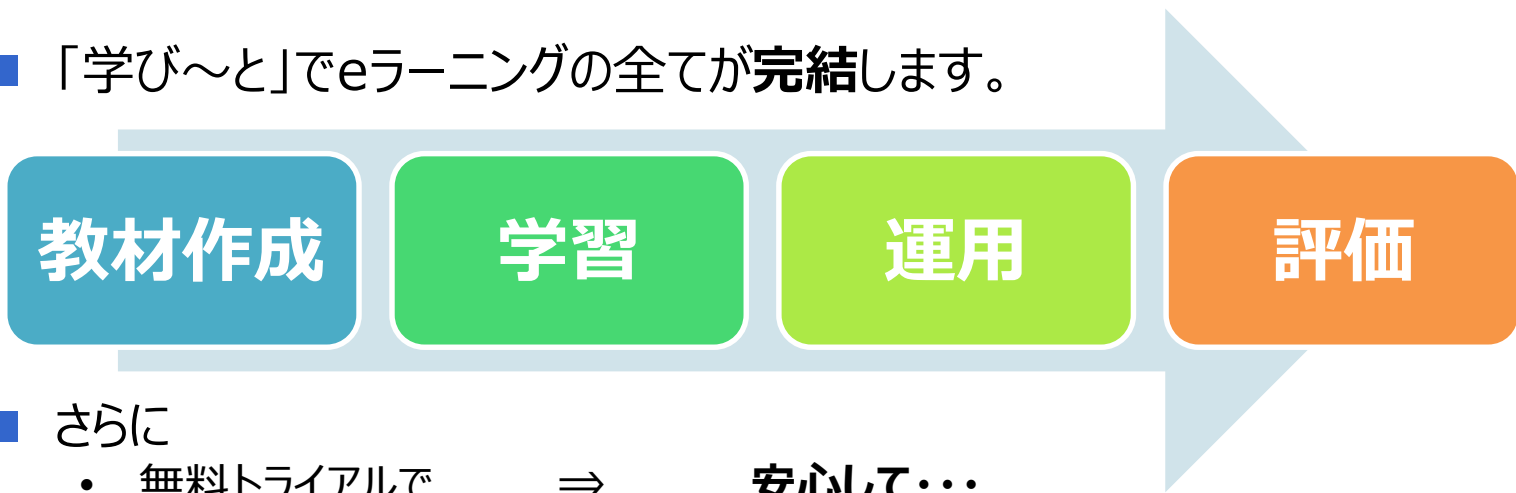 「学び～と」でeラーニングの全てが完結します。
教材作成 学習 運用 評価
さらに
• 無料トライアルで ⇒ 安心して・・・